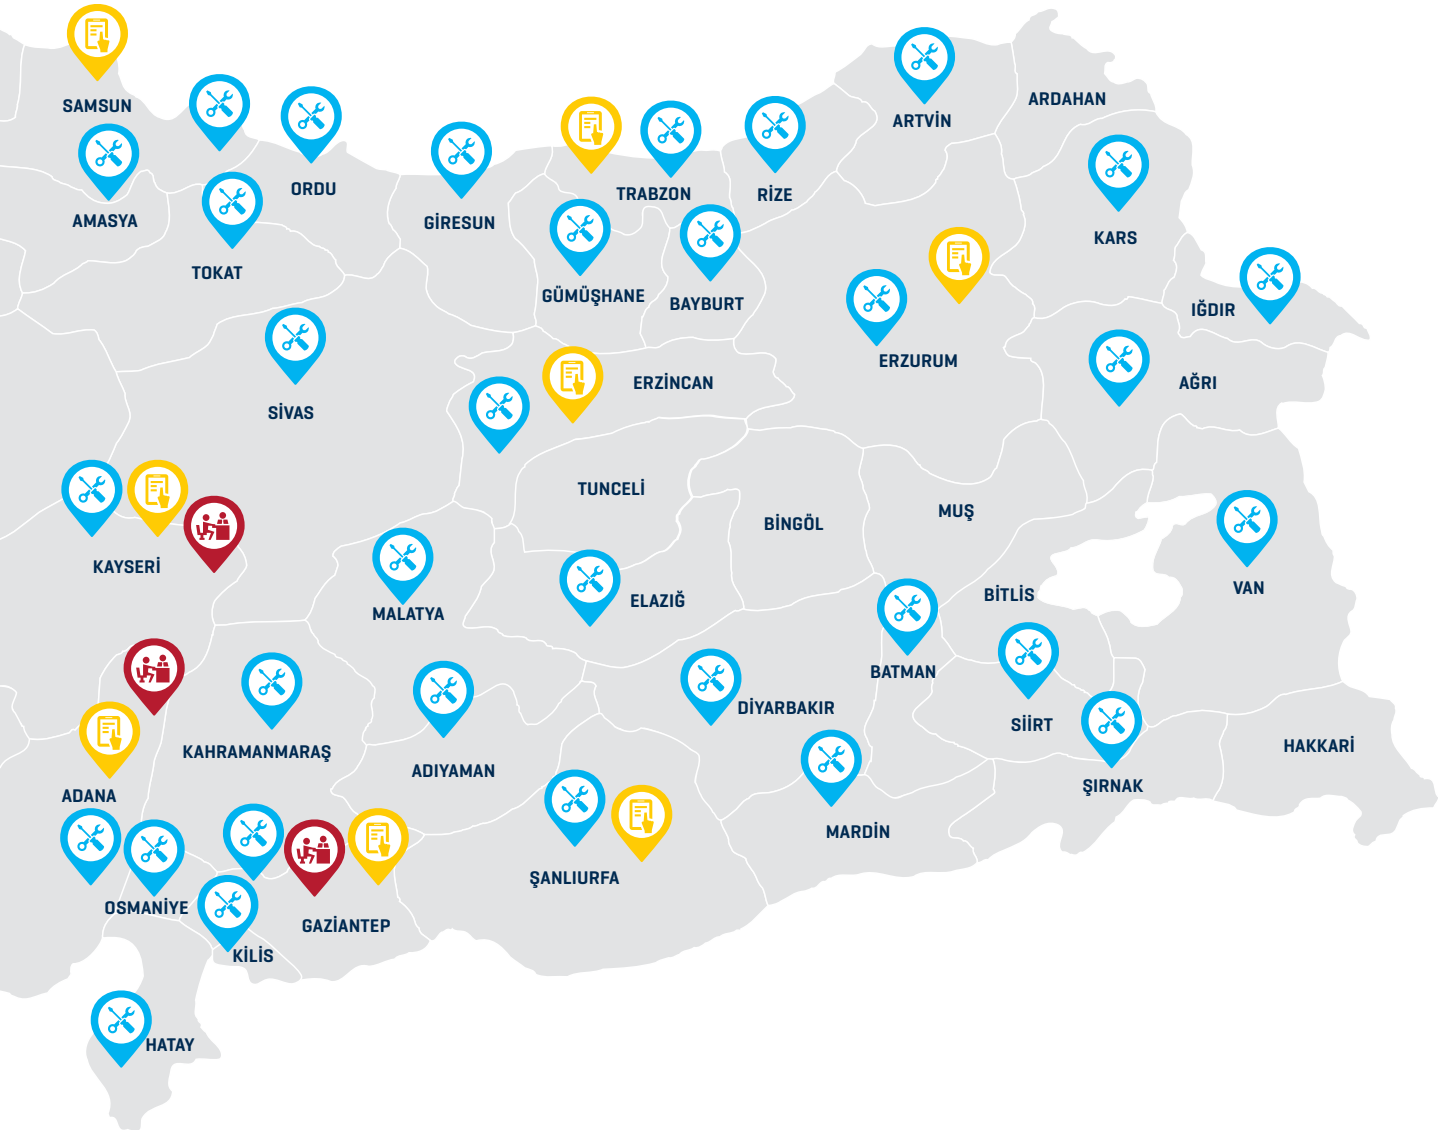 SAMSUN
ARDAHAN
ARTVİN
ORDU
TRABZON
RİZE
AMASYA
GİRESUN
KARS
TOKAT
GÜMÜŞHANE
BAYBURT
IĞDIR
ERZURUM
ERZİNCAN
AĞRI
SİVAS
TUNCELİ
BİNGÖL
MUŞ
KAYSERİ
VAN
BİTLİS
ELAZIĞ
MALATYA
BATMAN
DİYARBAKIR
SİİRT
HAKKARİ
KAHRAMANMARAŞ
ADIYAMAN
ŞIRNAK
ADANA
MARDİN
ŞANLIURFA
OSMANİYE
GAZİANTEP
KİLİS
HATAY